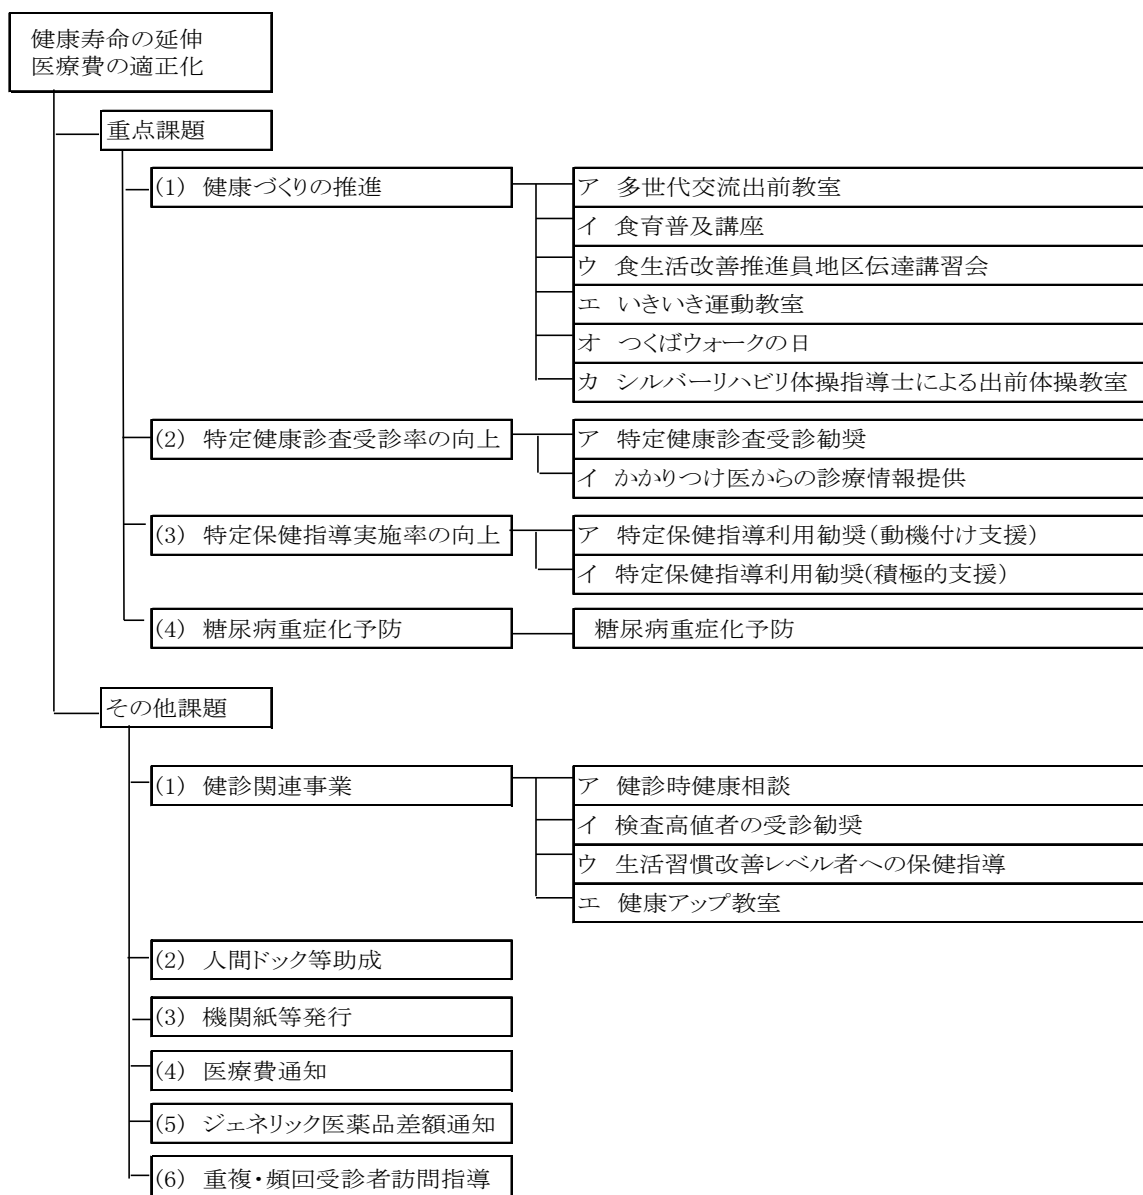 健康寿命の延伸
医療費の適正化
重点課題
(1) 健康づくりの推進
ア 多世代交流出前教室
イ 食育普及講座
ウ 食生活改善推進員地区伝達講習会
エ いきいき運動教室
オ つくばウォークの日
カ シルバーリハビリ体操指導士による出前体操教室
(2) 特定健康診査受診率の向上
ア 特定健康診査受診勧奨
イ かかりつけ医からの診療情報提供
(3) 特定保健指導実施率の向上
ア 特定保健指導利用勧奨(動機付け支援)
イ 特定保健指導利用勧奨(積極的支援)
(4) 糖尿病重症化予防
糖尿病重症化予防
その他課題
(1) 健診関連事業
ア 健診時健康相談
イ 検査高値者の受診勧奨
ウ 生活習慣改善レベル者への保健指導
エ 健康アップ教室
(2) 人間ドック等助成
(3) 機関紙等発行
(4) 医療費通知
(5) ジェネリック医薬品差額通知
(6) 重複・頻回受診者訪問指導